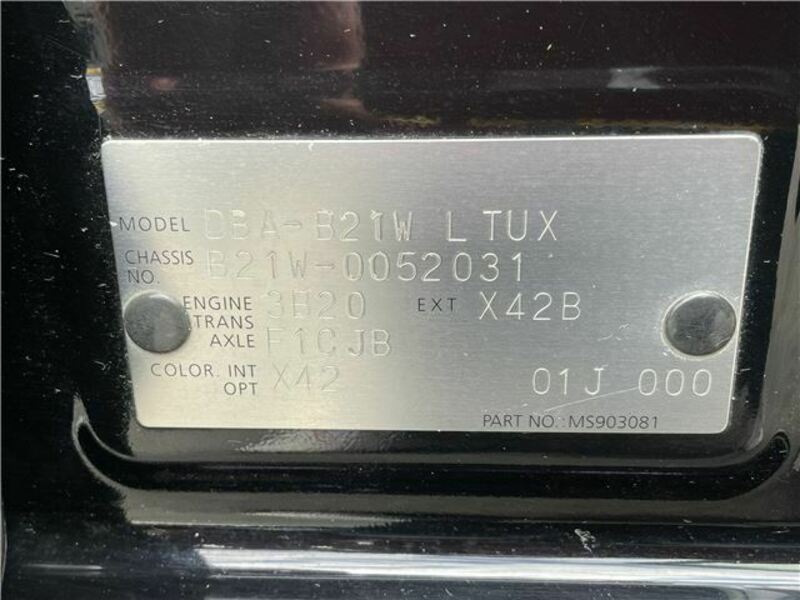 MODEL DBA-B21W LTUX
CHASSIS NO. B21W-0052031
ENGINE 3B20 EXT X42B
TRANS AXLE F1CJB
COLOR. INT X42
OPT 01J 000
PART NO.:MS903081